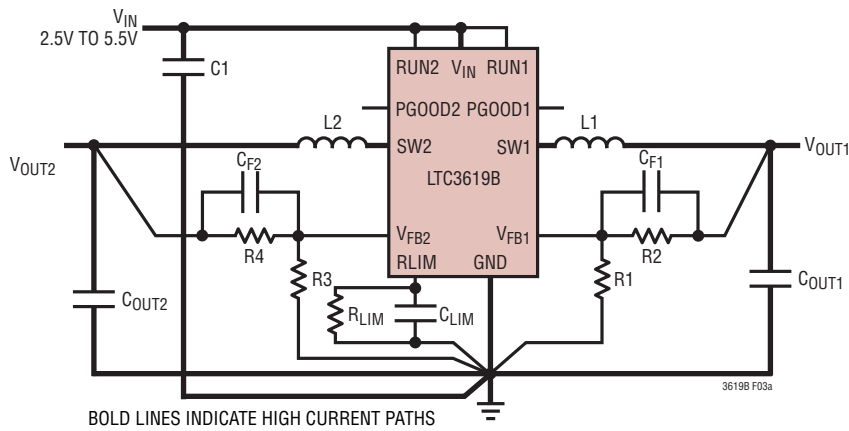 VIN
2.5V TO 5.5V
C1
RUN2 VIN RUN1
PGOOD2 PGOOD1
L2
L1
SW2 SW1
VOUT2
VOUT1
CF2
CF1
LTC3619B
VFB2 VFB1
R4
R2
RLIM GND
R3
R1
COUT2
RLIM
CLIM
COUT1
3619B F03a
BOLD LINES INDICATE HIGH CURRENT PATHS